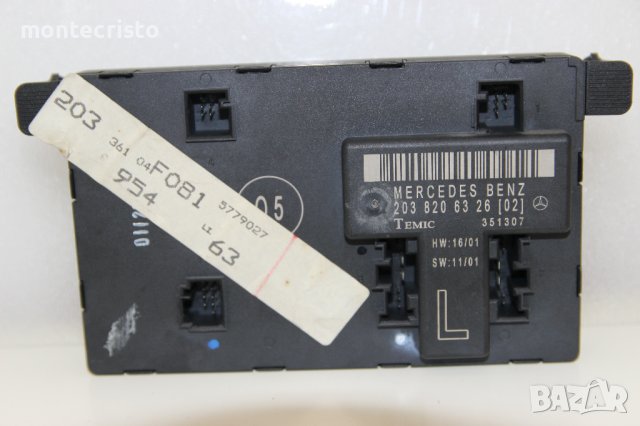 montecristo
203
361 04 F081 5779027
954
LI 63
05
MERCEDES BENZ
203 820 63 26 [02]
TEMIC 351307
HW:16/01
SW:11/01
L
BAZAR